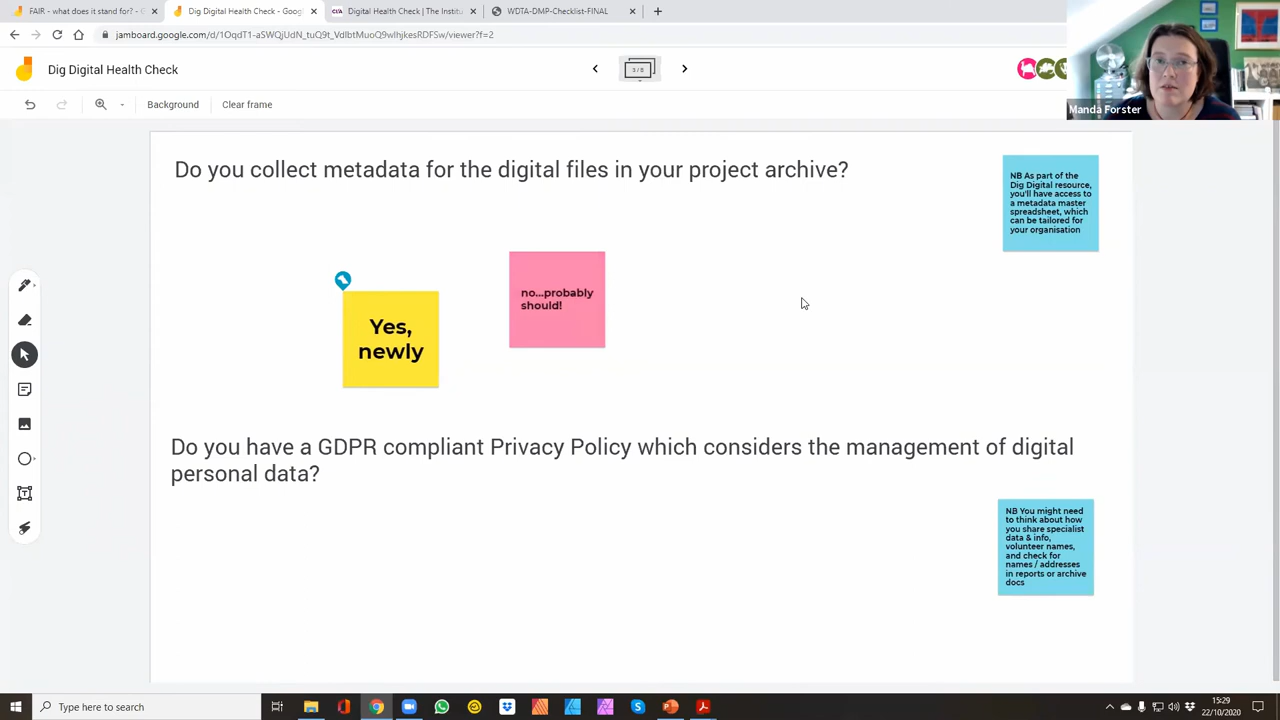 FAIR - what does it stand for? - G
Dig Digital Health Check - Googl
CIfA Digital Health Check | The Institu
WDTA-DMP-Checklist-FINAL
Dig Digital Health Check
3 / 8
Background
Clear frame
Manda Forster
Do you collect metadata for the digital files in your project archive?
NB As part of the
Dig Digital resource,
you'll have access to
a metadata master
spreadsheet, which
can be tailored for
your organisation
no...probably
should!
Yes,
newly
Do you have a GDPR compliant Privacy Policy which considers the management of digital
personal data?
NB You might need
to think about how
you share specialist
data & info,
volunteer names,
and check for
names / addresses
in reports or archive
docs
Type here to search
15:29
22/10/2020